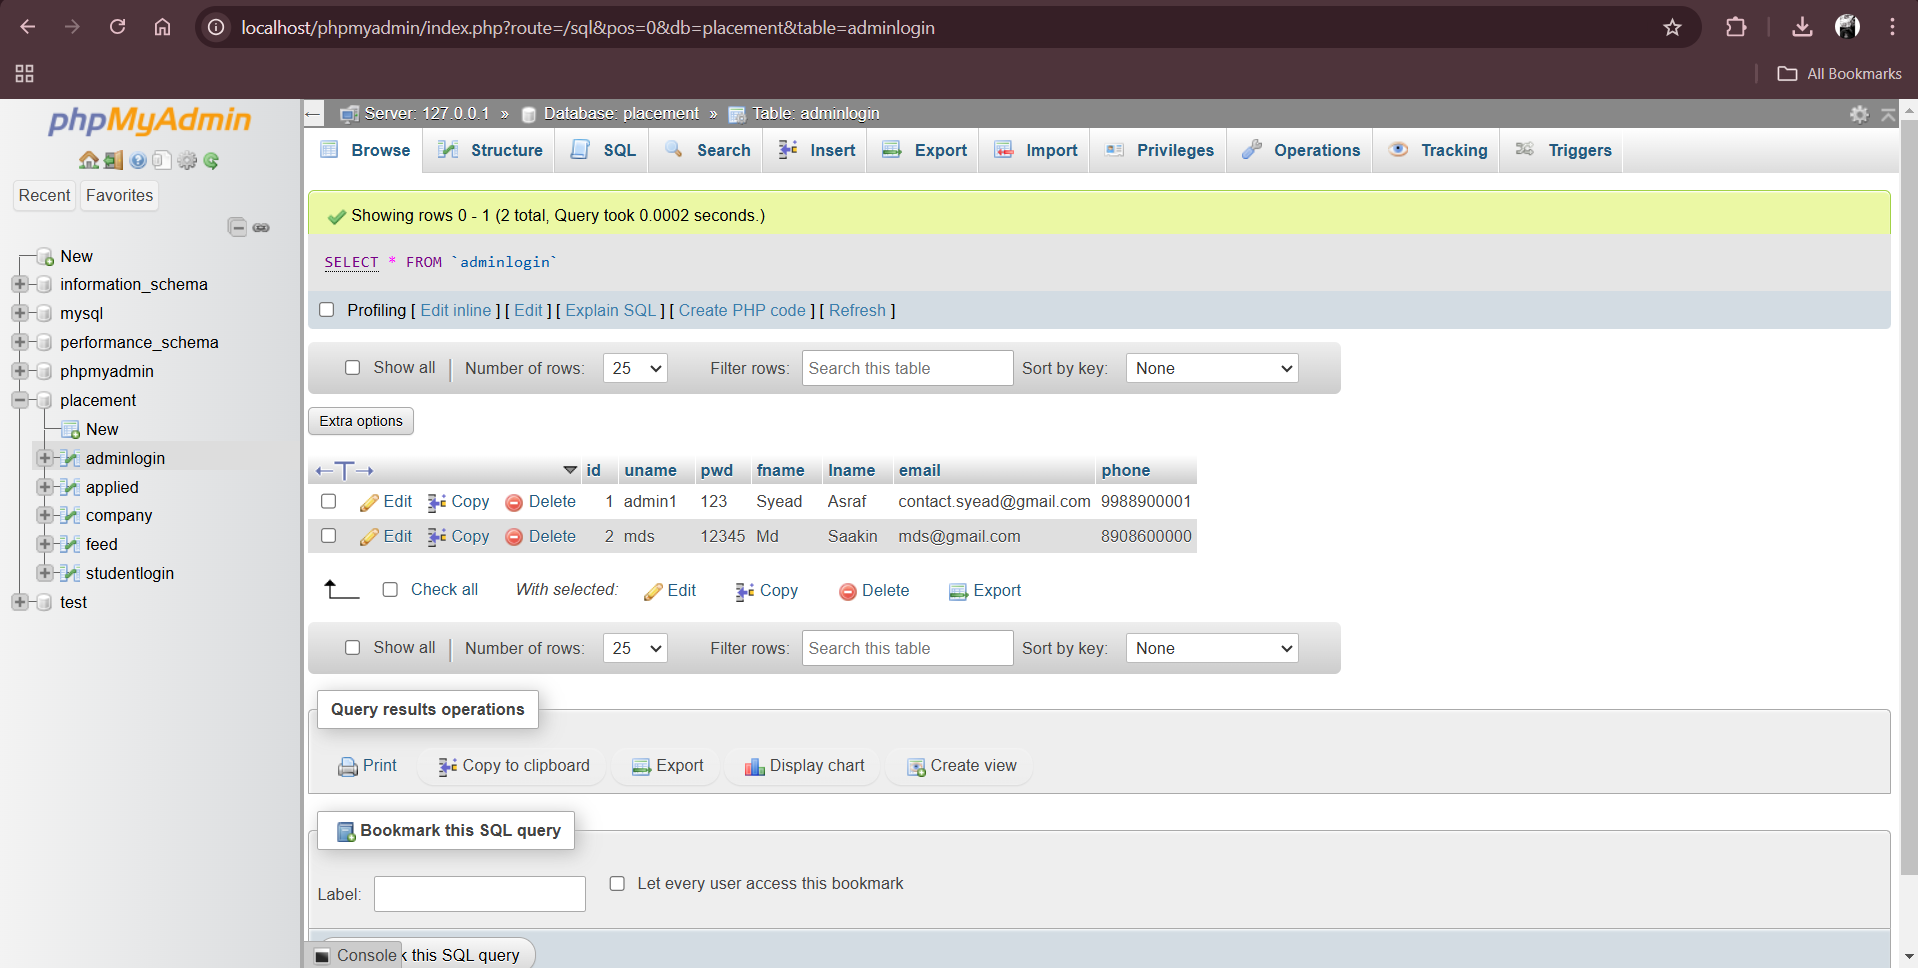 localhost/phpmyadmin/index.php?route=/sql&pos=0&db=placement&table=adminlogin
All Bookmarks
phpMyAdmin
Recent Favorites
New
information_schema
mysql
performance_schema
phpmyadmin
placement
New
adminlogin
applied
company
feed
studentlogin
test
Server: 127.0.0.1 » Database: placement » Table: adminlogin
Browse Structure SQL Search Insert Export Import Privileges Operations Tracking Triggers
Showing rows 0 - 1 (2 total, Query took 0.0002 seconds.)
SELECT * FROM `adminlogin`
Profiling [ Edit inline ] [ Edit ] [ Explain SQL ] [ Create PHP code ] [ Refresh ]
Show all Number of rows: 25 Filter rows: Search this table Sort by key: None
Extra options
id uname pwd fname lname email phone
Edit Copy Delete 1 admin1 123 Syead Asraf contact.syead@gmail.com 9988900001
Edit Copy Delete 2 mds 12345 Md Saakin mds@gmail.com 8908600000
Check all With selected: Edit Copy Delete Export
Show all Number of rows: 25 Filter rows: Search this table Sort by key: None
Query results operations
Print Copy to clipboard Export Display chart Create view
Bookmark this SQL query
Label: Let every user access this bookmark
Console k this SQL query